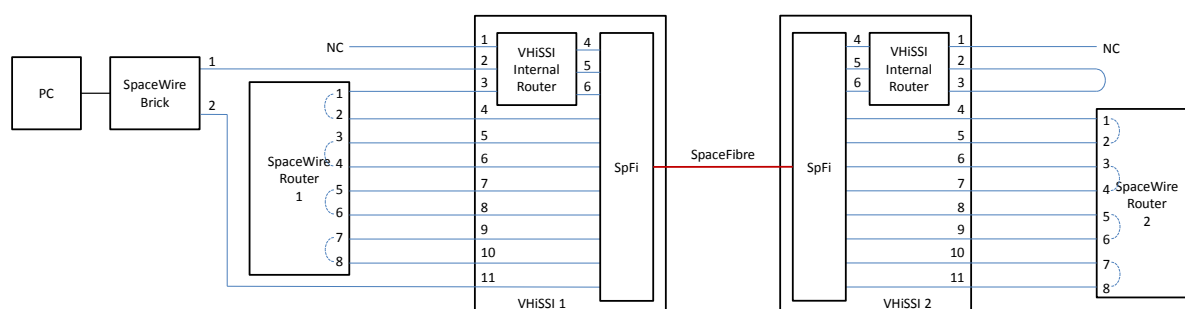 PC
SpaceWire
Brick
1
2
NC
SpaceWire
Router
1
1
2
3
4
5
6
7
8
1
2
3
4
5
6
7
8
9
10
11
VHiSSI
Internal
Router
4
5
6
SpFi
VHiSSI 1
SpaceFibre
SpFi
4
5
6
VHiSSI
Internal
Router
1
2
3
4
5
6
7
8
9
10
11
VHiSSI 2
NC
1
2
3
4
5
6
7
8
SpaceWire
Router
2